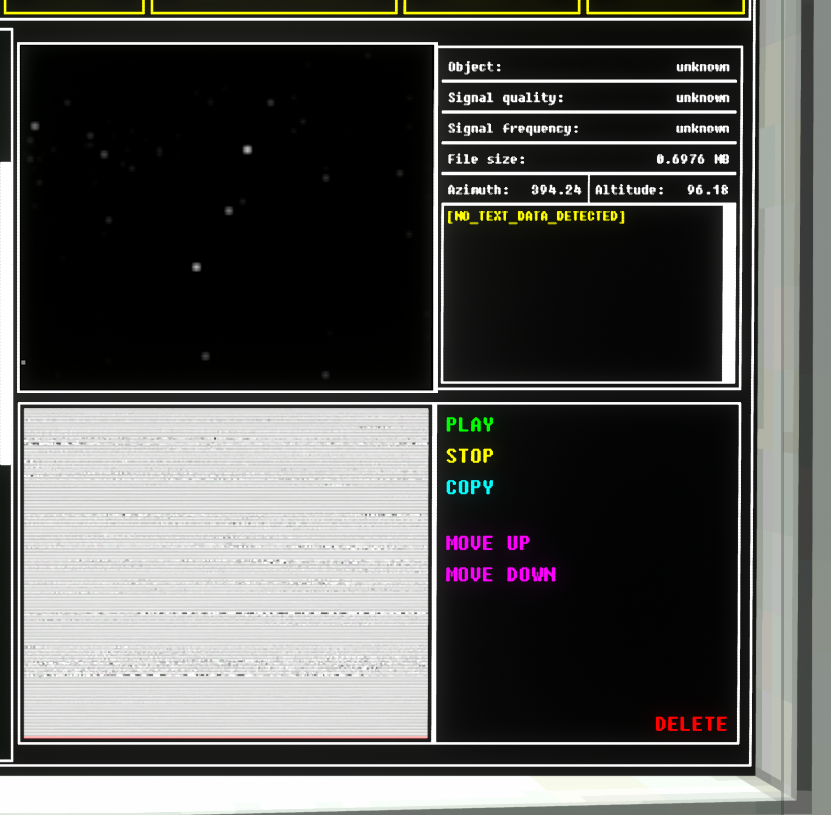 Object: unknown
Signal quality: unknown
Signal frequency: unknown
File size: 0.6976 MB
Azimuth: 394.24 Altitude: 96.18
[NO_TEXT_DATA_DETECTED]
PLAY
STOP
COPY
MOVE UP
MOVE DOWN
DELETE